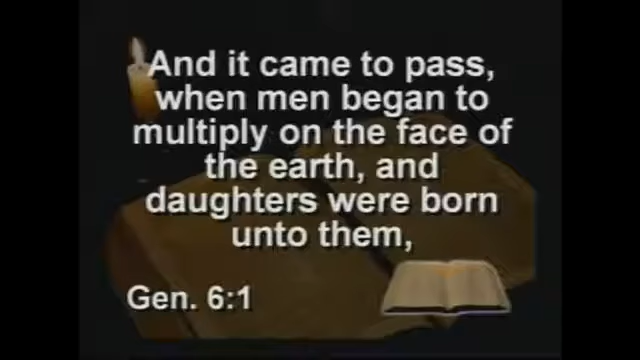 And it came to pass,
when men began to
multiply on the face of
the earth, and
daughters were born
unto them,
Gen. 6:1